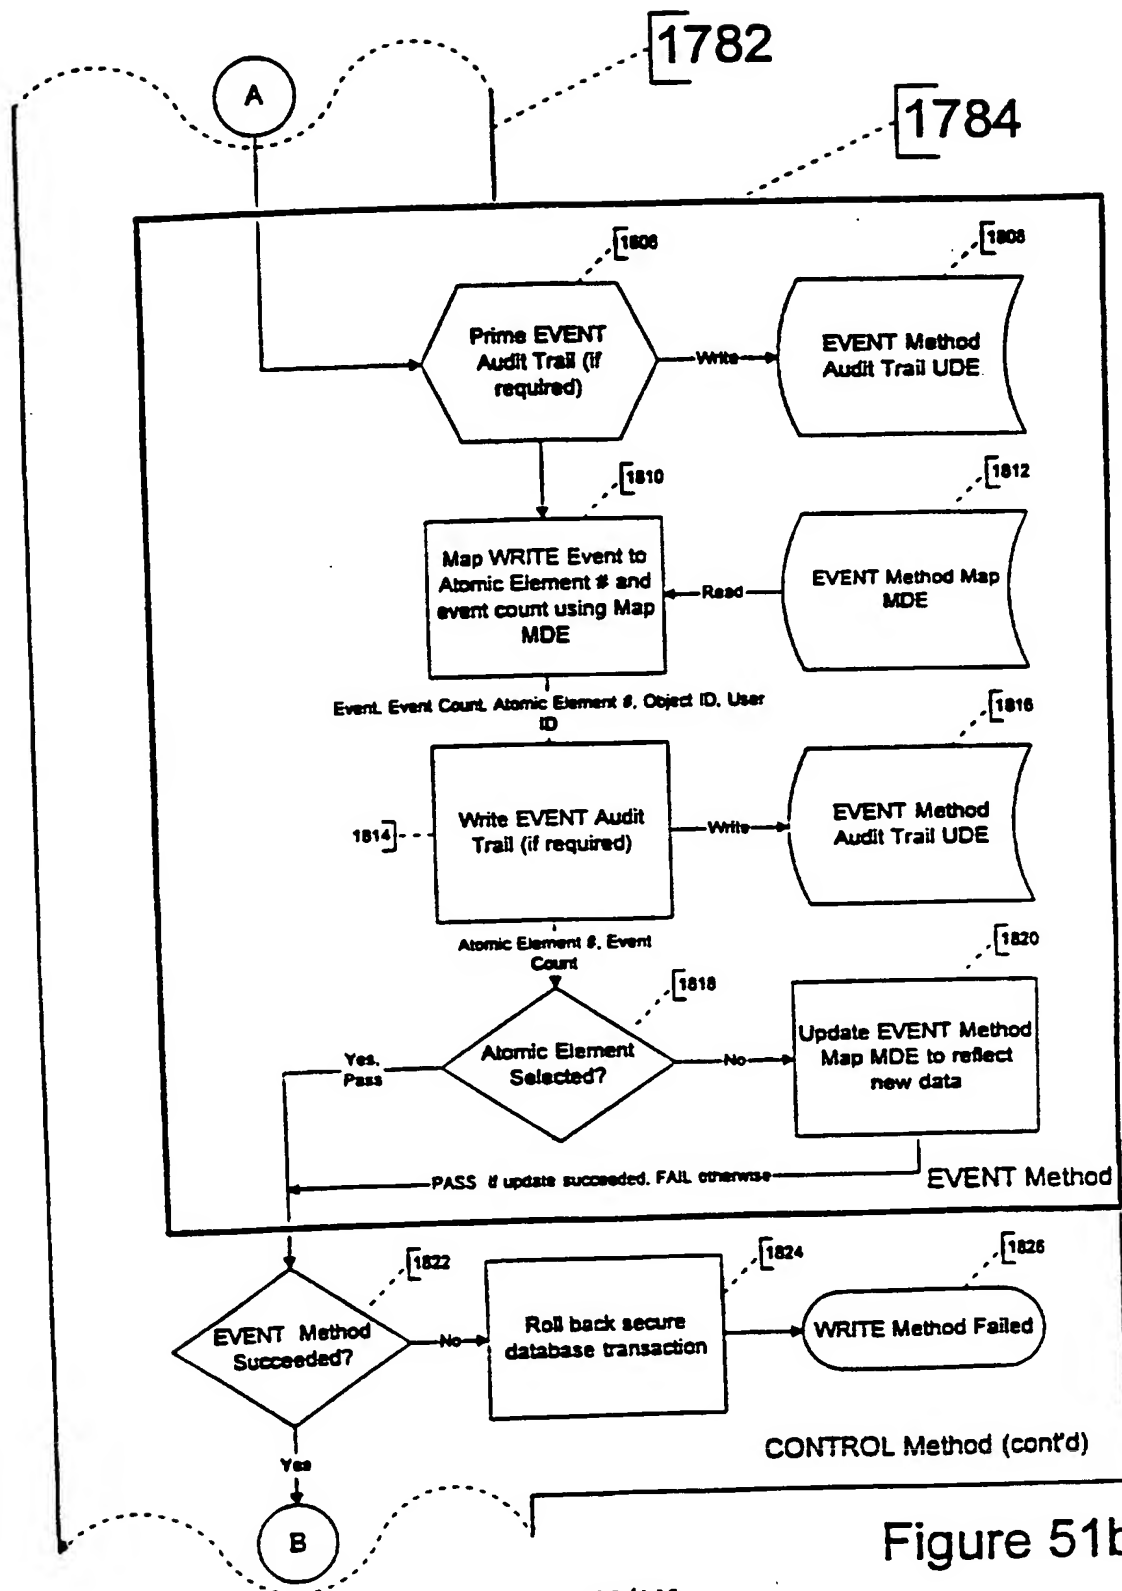 1782
A
1784
1806
1808
Prime EVENT
Audit Trail (if
required)
Write
EVENT Method
Audit Trail UDE
1810
1812
Map WRITE Event to
Atomic Element # and
event count using Map
MDE
Read
EVENT Method Map
MDE
Event, Event Count, Atomic Element #, Object ID, User
ID
1816
1814
Write EVENT Audit
Trail (if required)
Write
EVENT Method
Audit Trail UDE
Atomic Element #, Event
Count
1818
1820
Yes,
Pass
Atomic Element
Selected?
No
Update EVENT Method
Map MDE to reflect
new data
PASS if update succeeded, FAIL otherwise
EVENT Method
1822
1824
1826
EVENT Method
Succeeded?
No
Roll back secure
database transaction
WRITE Method Failed
Yes
CONTROL Method (cont'd)
B
Figure 51b